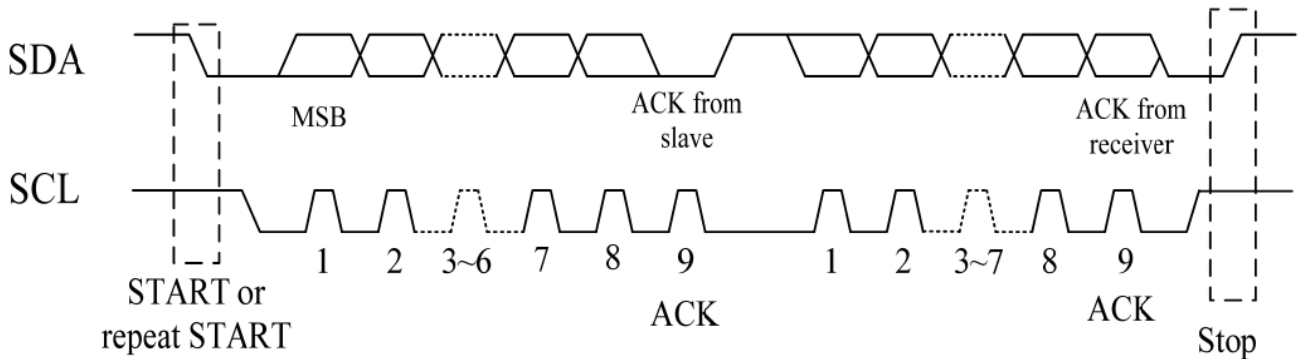 SDA
MSB
ACK from
slave
ACK from
receiver
SCL
1 2 3~6 7 8 9 1 2 3~7 8 9
START or
repeat START
ACK
ACK
Stop